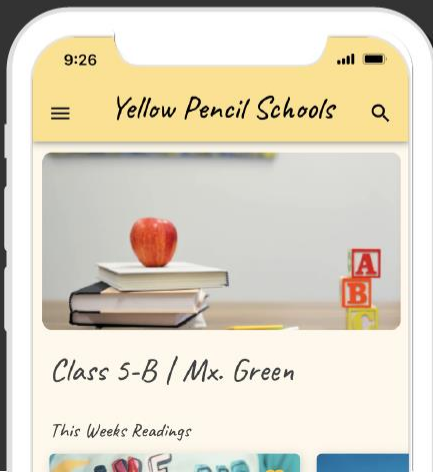 9:26
Yellow Pencil Schools
A
B
C
Class 5-B | Mx. Green
This Weeks Readings